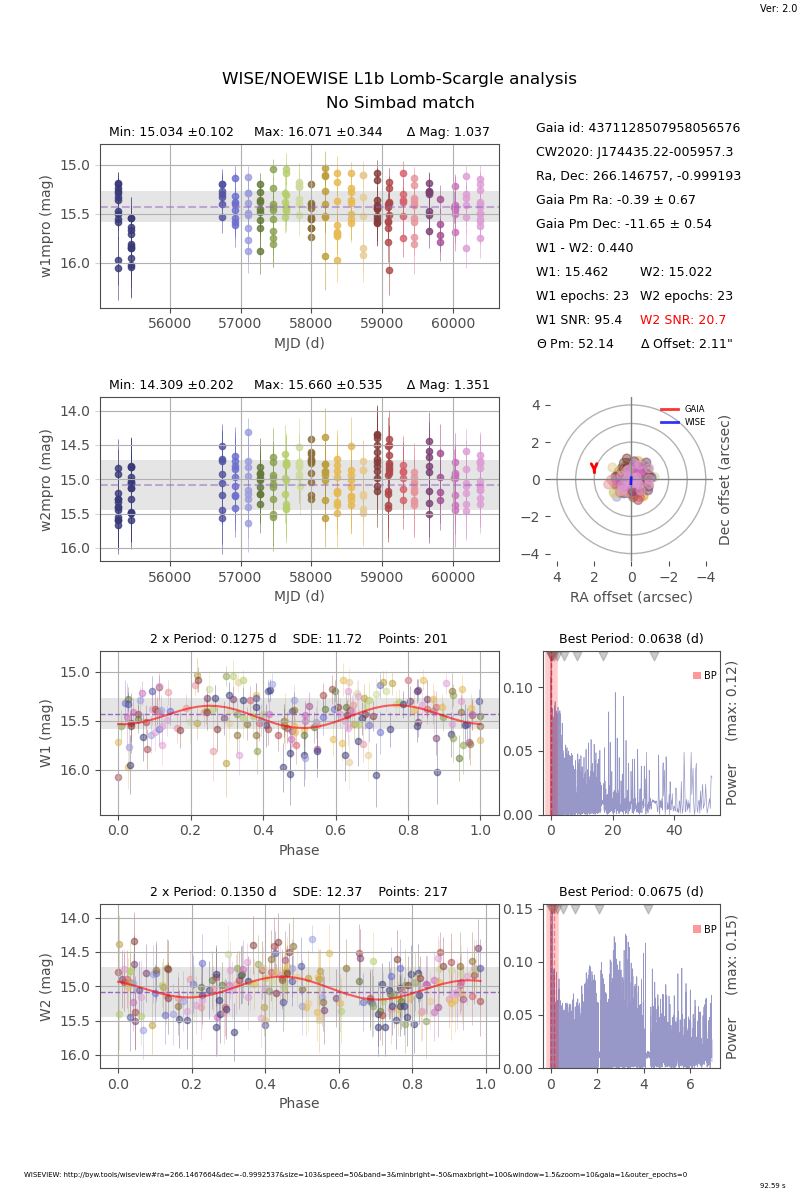 Ver: 2.0
WISE/NOEWISE L1b Lomb-Scargle analysis
No Simbad match
Min: 15.034 ±0.102 Max: 16.071 ±0.344 Δ Mag: 1.037
15.0
15.5
16.0
w1mpro (mag)
56000 57000 58000 59000 60000
MJD (d)
Gaia id: 4371128507958056576
CW2020: J174435.22-005957.3
Ra, Dec: 266.146757, -0.999193
Gaia Pm Ra: -0.39 ± 0.67
Gaia Pm Dec: -11.65 ± 0.54
W1 - W2: 0.440
W1: 15.462 W2: 15.022
W1 epochs: 23 W2 epochs: 23
W1 SNR: 95.4 W2 SNR: 20.7
Θ Pm: 52.14 Δ Offset: 2.11"
Min: 14.309 ±0.202 Max: 15.660 ±0.535 Δ Mag: 1.351
14.0
14.5
15.0
15.5
16.0
w2mpro (mag)
56000 57000 58000 59000 60000
MJD (d)
GAIA
WISE
4
2
0
−2
−4
4 2 0 −2 −4
RA offset (arcsec)
Dec offset (arcsec)
2 x Period: 0.1275 d SDE: 11.72 Points: 201
15.0
15.5
16.0
W1 (mag)
0.0 0.2 0.4 0.6 0.8 1.0
Phase
Best Period: 0.0638 (d)
BP
0.10
0.05
0.00
0 20 40
Power (max: 0.12)
2 x Period: 0.1350 d SDE: 12.37 Points: 217
14.0
14.5
15.0
15.5
16.0
W2 (mag)
0.0 0.2 0.4 0.6 0.8 1.0
Phase
Best Period: 0.0675 (d)
BP
0.15
0.10
0.05
0.00
0 2 4 6
Power (max: 0.15)
WISEVIEW: http://byw.tools/wiseview#ra=266.1467664&dec=-0.9992537&size=103&speed=50&band=3&minbright=-50&maxbright=100&window=1.5&zoom=10&gaia=1&outer_epochs=0
92.59 s